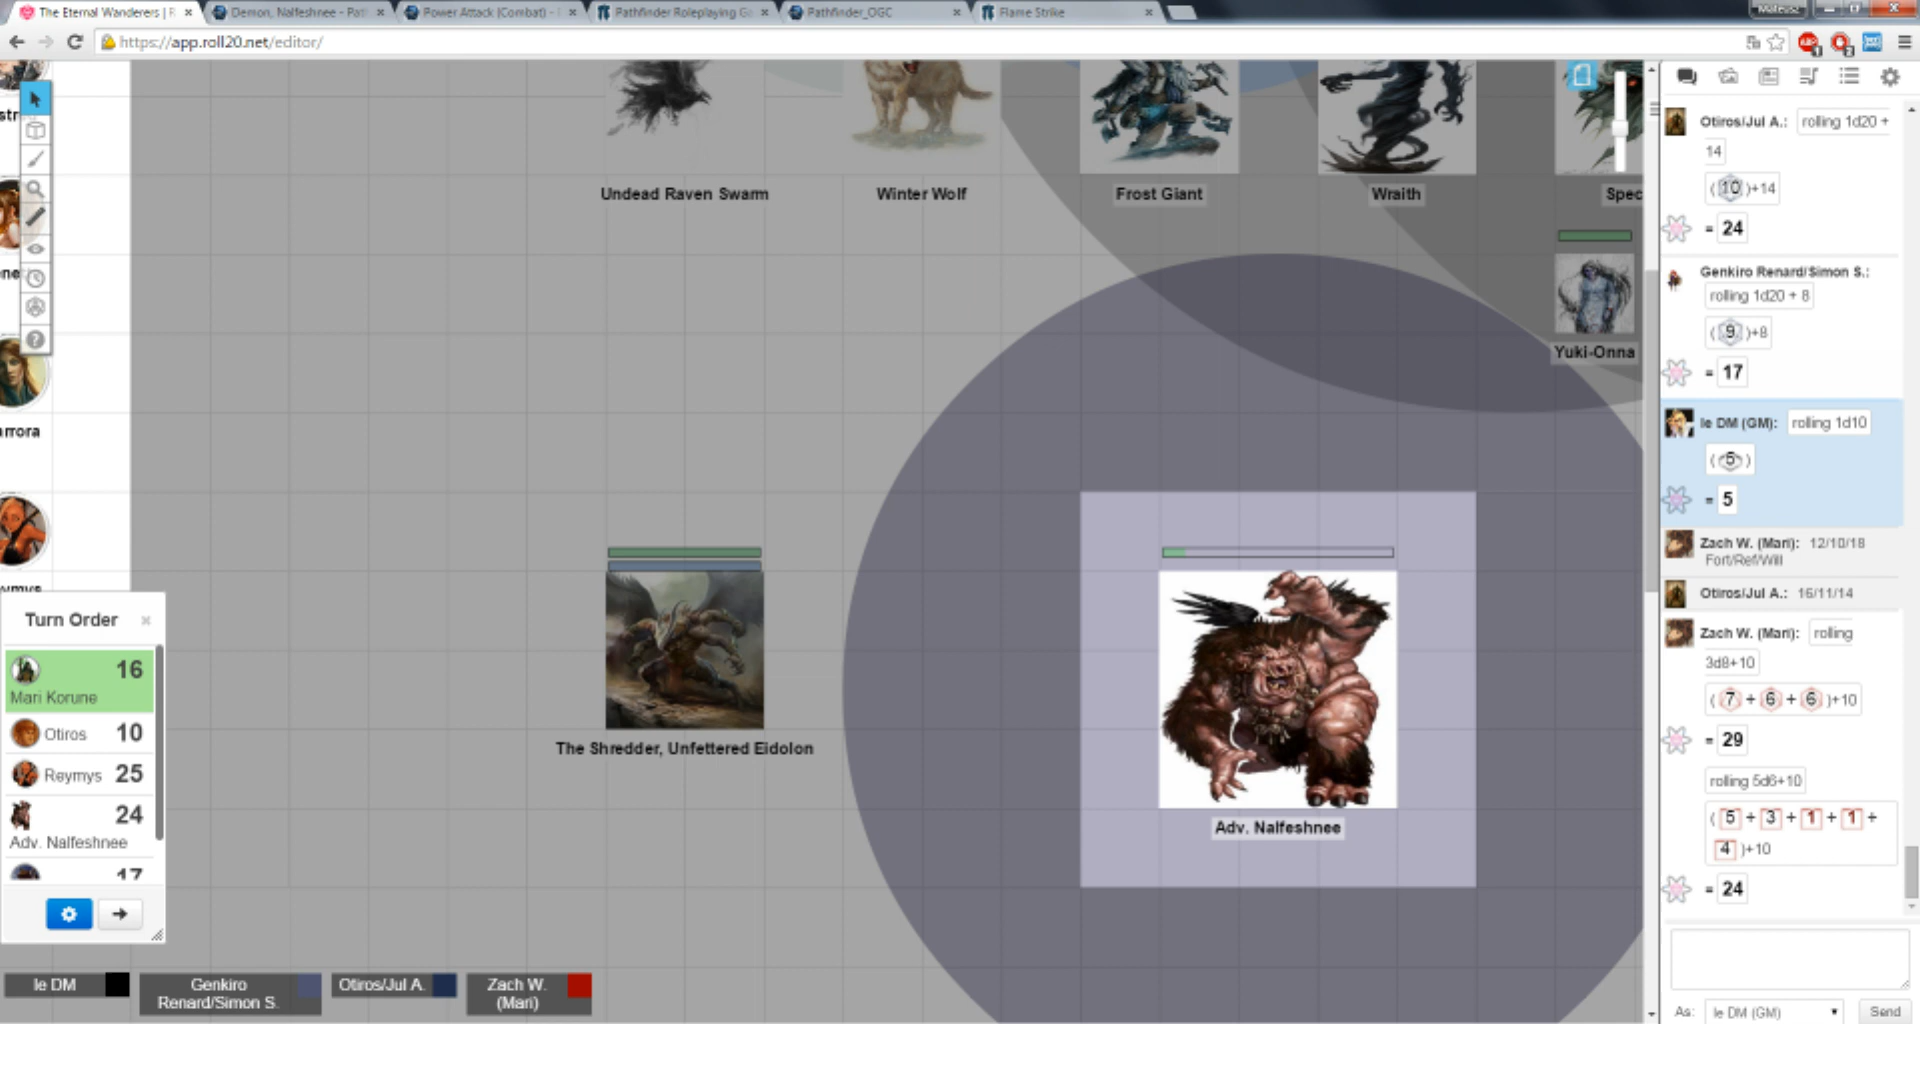 The Eternal Wanderers | R
Demon, Nalfeshnee - Pat
Power Attack (Combat) -
Pathfinder Roleplaying Ga
Pathfinder_OGC
Flame Strike
Mateusz
https://app.roll20.net/editor/
Undead Raven Swarm
Winter Wolf
Frost Giant
Wraith
Spec
Yuki-Onna
rrora
The Shredder, Unfettered Eidolon
Adv. Nalfeshnee
Turn Order
16
Mari Korune
Otiros 10
Reymys 25
24
Adv. Nalfeshnee
17
le DM
Genkiro
Renard/Simon S.
Otiros/Jul A.
Zach W.
(Mari)
Otiros/Jul A.: rolling 1d20 +
14
(10)+14
= 24
Genkiro Renard/Simon S.:
rolling 1d20 + 8
(9)+8
= 17
le DM (GM): rolling 1d10
(5)
= 5
Zach W. (Mari): 12/10/18
Fort/Ref/Will
Otiros/Jul A.: 16/11/14
Zach W. (Mari): rolling
3d8+10
(7+6+6)+10
= 29
rolling 5d6+10
(5+3+1+1+
4)+10
= 24
As: le DM (GM)
Send